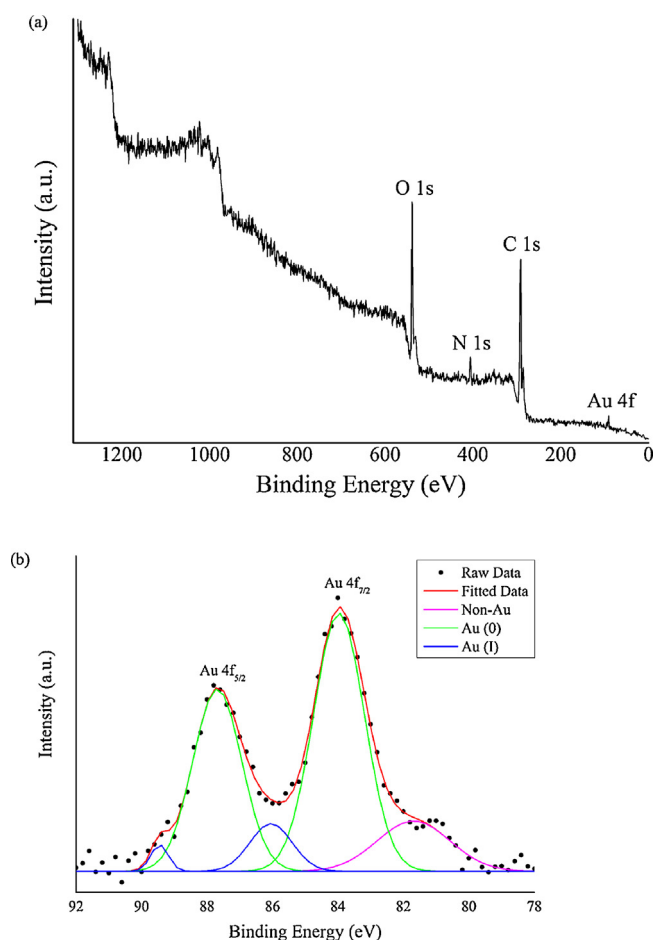 (a)
O 1s
C 1s
N 1s
Au 4f
Intensity (a.u.)
1200 1000 800 600 400 200 0
Binding Energy (eV)
(b)
Au 4f7/2
Au 4f5/2
Raw Data
Fitted Data
Non-Au
Au (0)
Au (I)
Intensity (a.u.)
92 90 88 86 84 82 80 78
Binding Energy (eV)